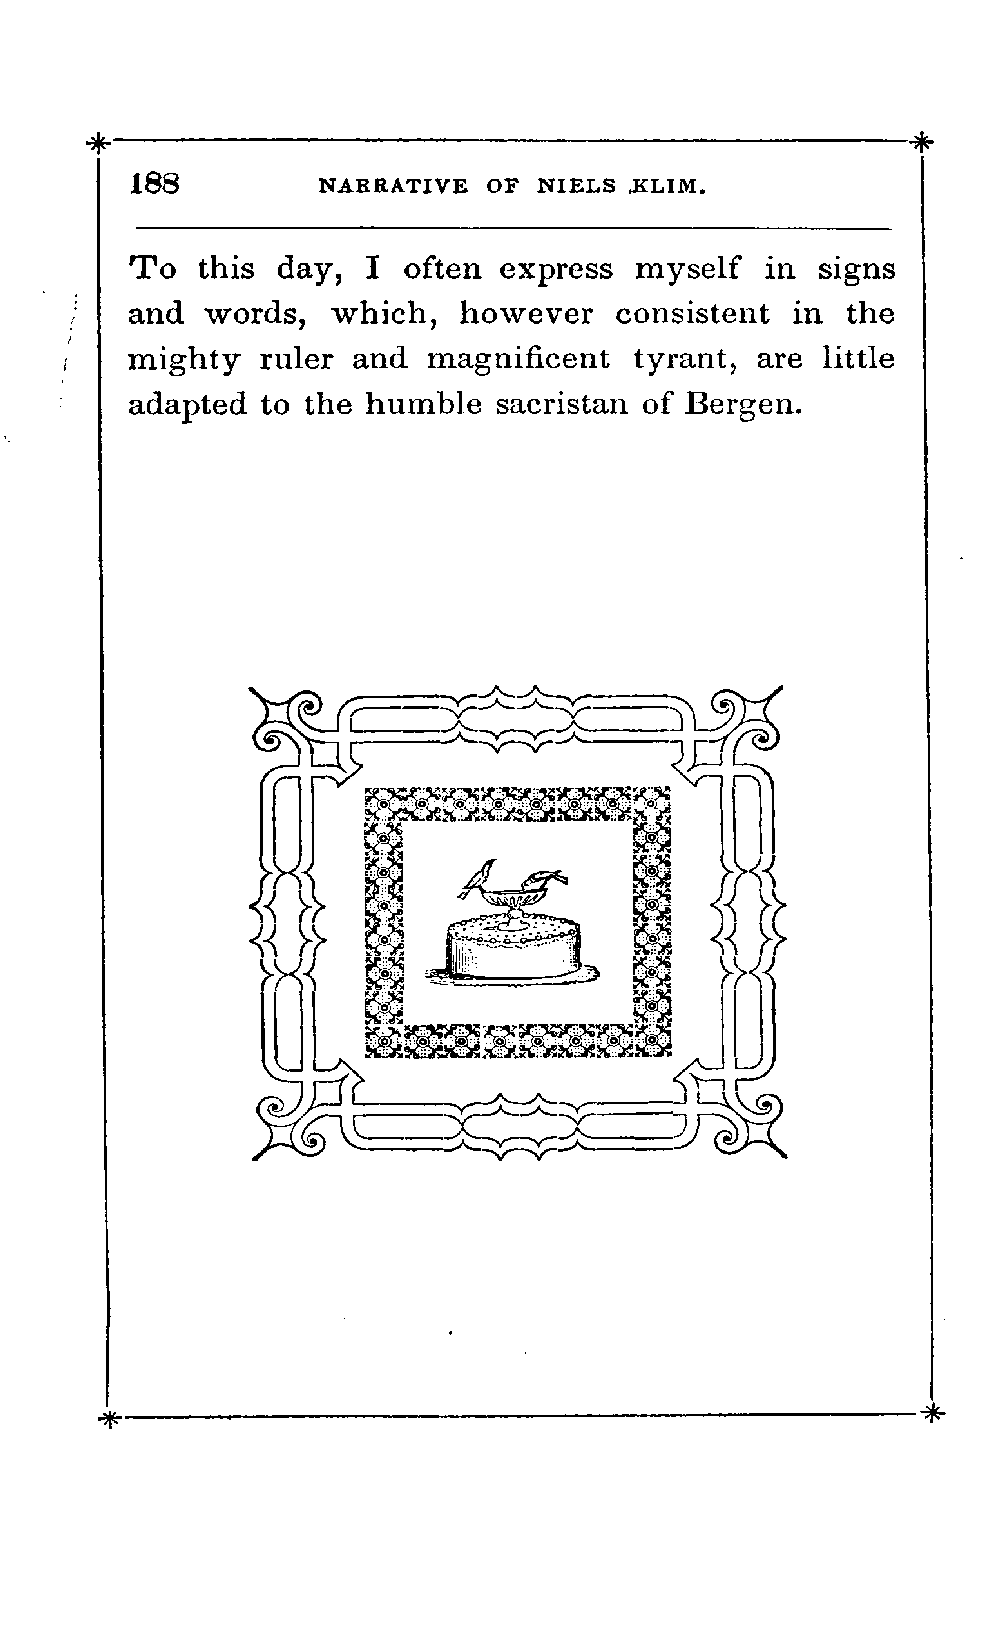 188 NARRATIVE OF NIELS KLIM.
To this day, I often express myself in signs
and words, which, however consistent in the
mighty ruler and magnificent tyrant, are little
adapted to the humble sacristan of Bergen.